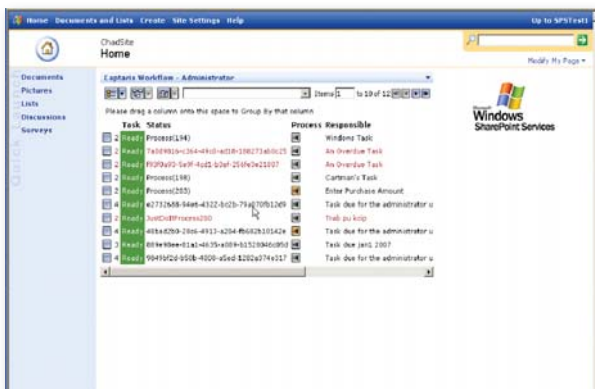 Home Documents and Lists Create Site Settings Help
Up to SPSTest1
ChadSite
Home
Modify My Page
Documents
Pictures
Lists
Discussions
Surveys
Captaris Workflow - Administrator
Items 1 to 10 of 12
Please drag a column onto this space to Group By that column
Task Status Process Responsible
2 Ready Process(194) Windows Task
2 Ready An Overdue Task
2 Ready An Overdue Task
2 Ready Process(198) Cartman's Task
2 Ready Process(203) Enter Purchase Amount
4 Ready Task due for the administrator u
2 Ready
4 Ready Task due for the administrator u
3 Ready Task due jan1 2007
4 Ready Task due for the administrator u
Microsoft
Windows
SharePoint Services